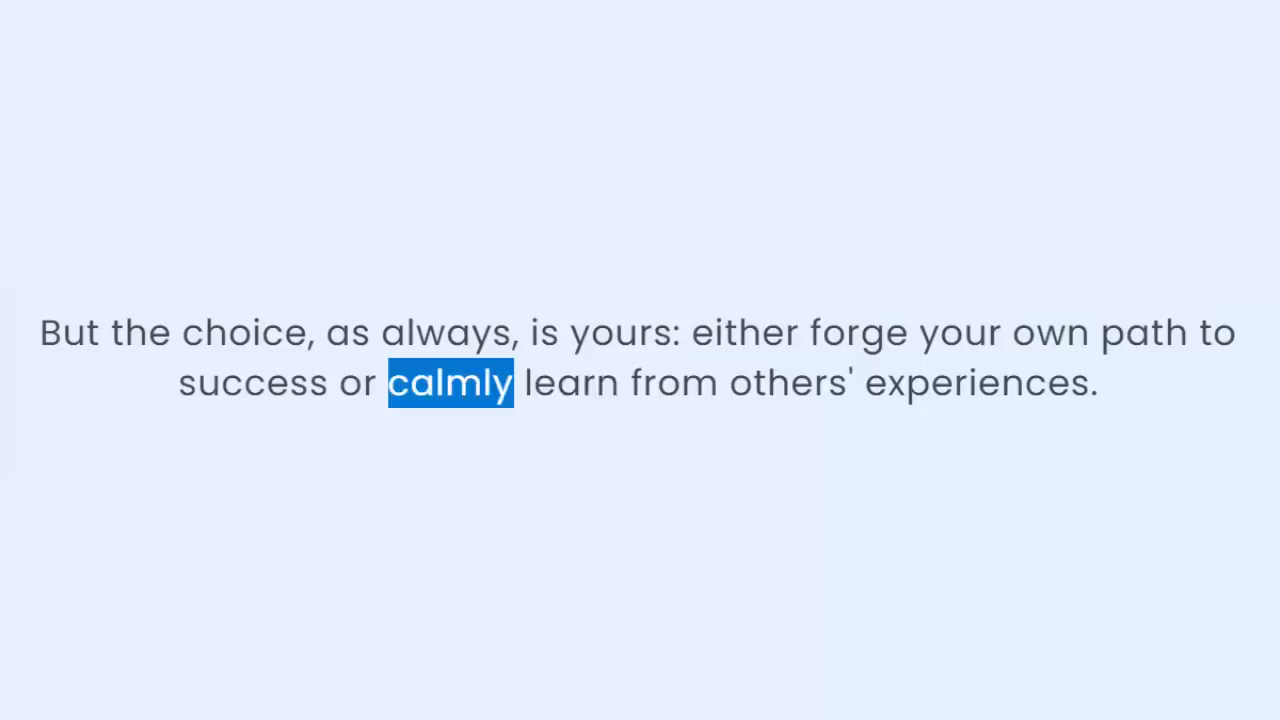 But the choice, as always, is yours: either forge your own path to
success or calmly learn from others' experiences.